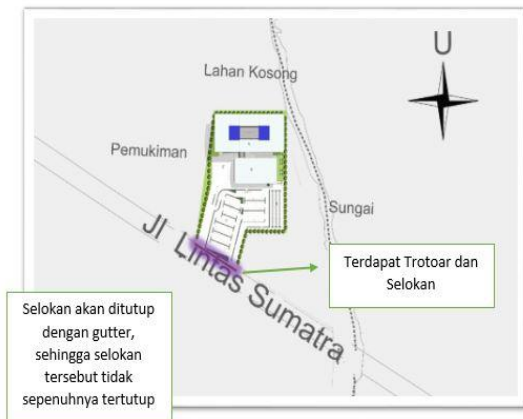 U
Lahan Kosong
Pemukiman
Sungai
Jl Lintas Sumatra
Terdapat Trotoar dan
Selokan
Selokan akan ditutup
dengan gutter,
sehingga selokan
tersebut tidak
sepenuhnya tertutup